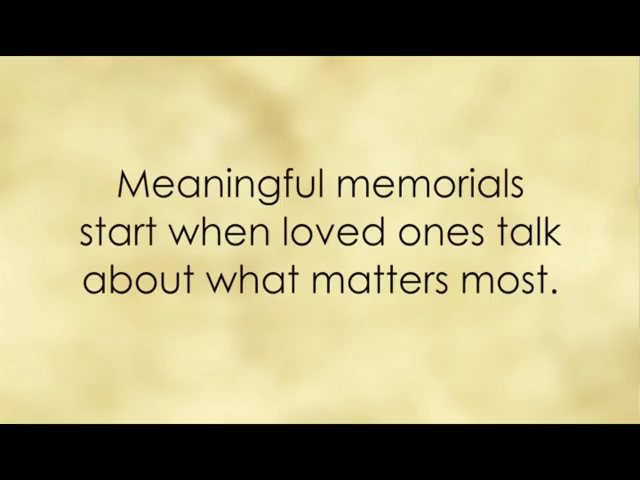 Meaningful memorials
start when loved ones talk
about what matters most.